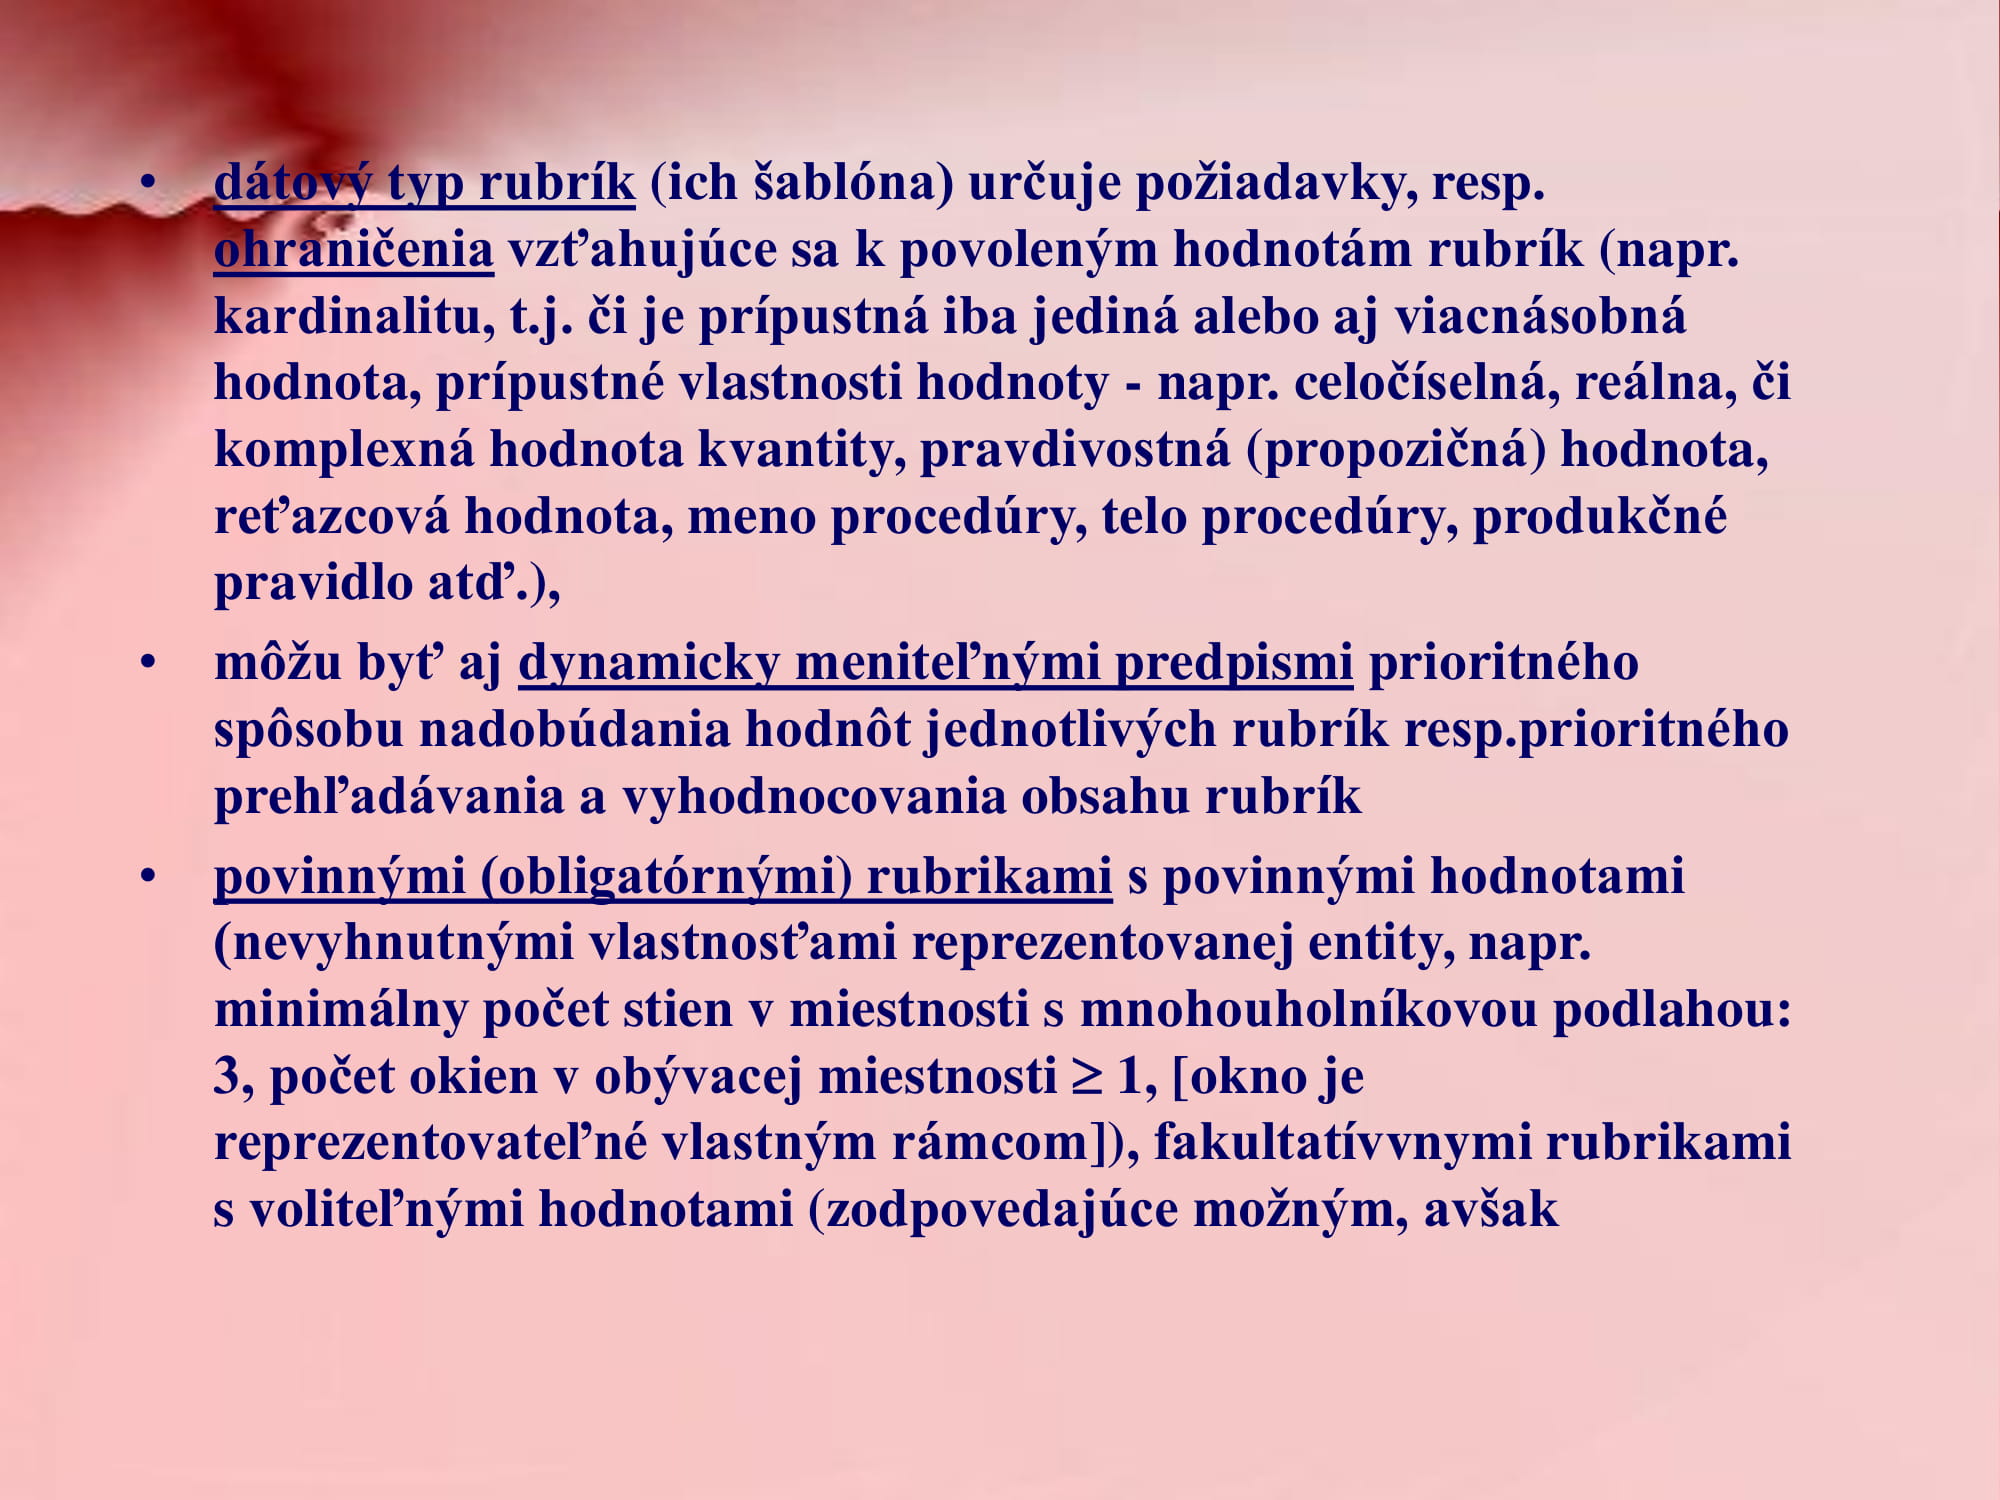 • dátový typ rubrík (ich šablóna) určuje požiadavky, resp.
ohraničenia vzťahujúce sa k povoleným hodnotám rubrík (napr.
kardinalitu, t.j. či je prípustná iba jediná alebo aj viacnásobná
hodnota, prípustné vlastnosti hodnoty - napr. celočíselná, reálna, či
komplexná hodnota kvantity, pravdivostná (propozičná) hodnota,
reťazcová hodnota, meno procedúry, telo procedúry, produkčné
pravidlo atď.),
• môžu byť aj dynamicky meniteľnými predpismi prioritného
spôsobu nadobúdania hodnôt jednotlivých rubrík resp.prioritného
prehľadávania a vyhodnocovania obsahu rubrík
• povinnými (obligatórnými) rubrikami s povinnými hodnotami
(nevyhnutnými vlastnosťami reprezentovanej entity, napr.
minimálny počet stien v miestnosti s mnohouholníkovou podlahou:
3, počet okien v obývacej miestnosti ≥ 1, [okno je
reprezentovateľné vlastným rámcom]), fakultatívvnymi rubrikami
s voliteľnými hodnotami (zodpovedajúce možným, avšak